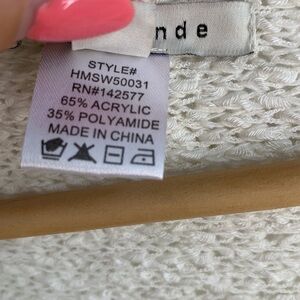 nde
STYLE#
HMSW50031
RN#142577
65% ACRYLIC
35% POLYAMIDE
MADE IN CHINA